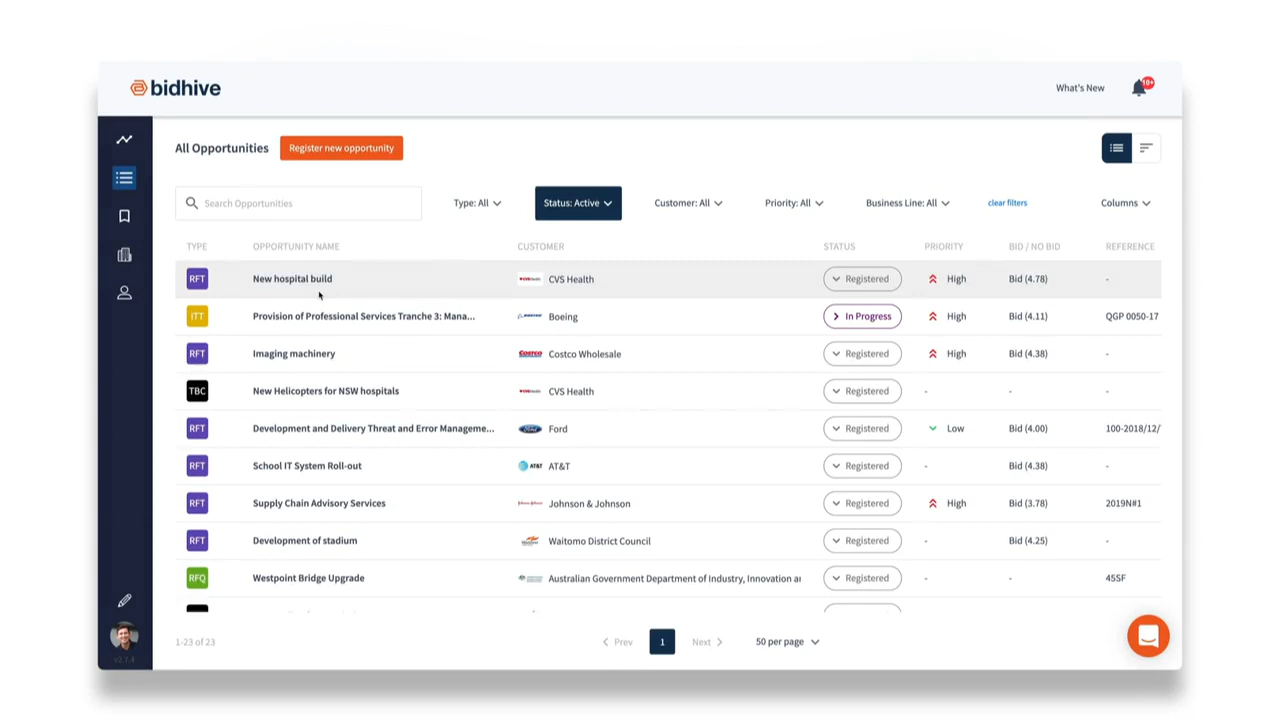 bidhive
What's New
10+
All Opportunities
Register new opportunity
Search Opportunities
Type: All
Status: Active
Customer: All
Priority: All
Business Line: All
clear filters
Columns
TYPE OPPORTUNITY NAME CUSTOMER STATUS PRIORITY BID / NO BID REFERENCE
RFT New hospital build CVS Health Registered High Bid (4.78) -
ITT Provision of Professional Services Tranche 3: Mana... BOEING Boeing In Progress High Bid (4.11) QGP 0050-17
RFT Imaging machinery Costco Costco Wholesale Registered High Bid (4.38) -
TBC New Helicopters for NSW hospitals CVS Health Registered - - -
RFT Development and Delivery Threat and Error Manageme... Ford Ford Registered Low Bid (4.00) 100-2018/12/
RFT School IT System Roll-out AT&T AT&T Registered - Bid (4.38) -
RFT Supply Chain Advisory Services Johnson & Johnson Registered High Bid (3.78) 2019N#1
RFT Development of stadium Waitomo District Council Registered - Bid (4.25) -
RFQ Westpoint Bridge Upgrade Australian Government Department of Industry, Innovation ar Registered - - 45SF
1-23 of 23
Prev 1 Next
50 per page
v2.7.4